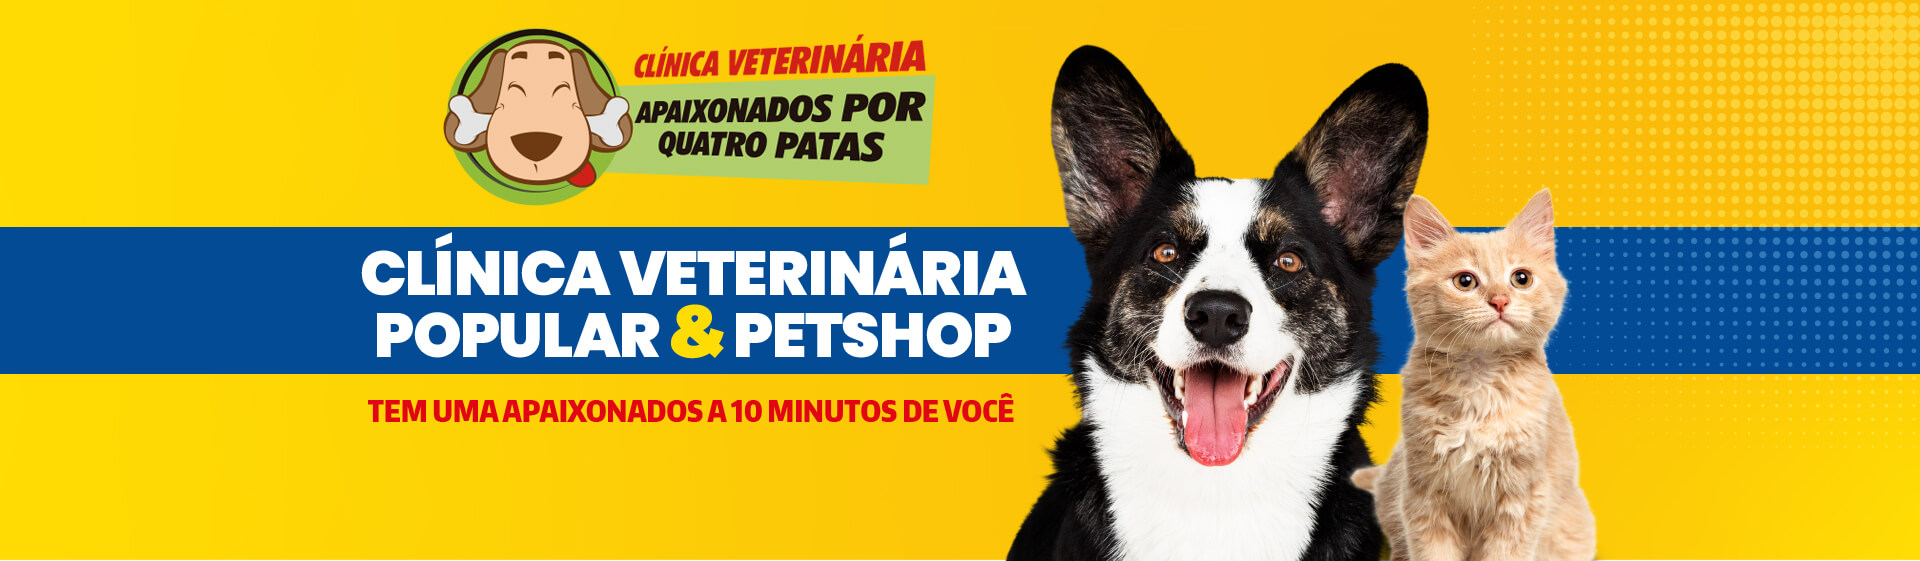 CLÍNICA VETERINÁRIA
APAIXONADOS POR
QUATRO PATAS
CLÍNICA VETERINÁRIA
POPULAR & PETSHOP
TEM UMA APAIXONADOS A 10 MINUTOS DE VOCÊ